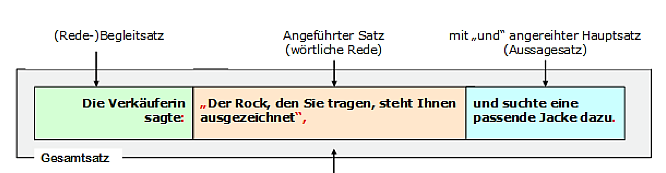 (Rede-)Begleitsatz
Angeführter Satz
(wörtliche Rede)
mit „und“ angereihter Hauptsatz
(Aussagesatz)
Die Verkäuferin
sagte:
„Der Rock, den Sie tragen, steht Ihnen
ausgezeichnet“,
und suchte eine
passende Jacke dazu.
Gesamtsatz